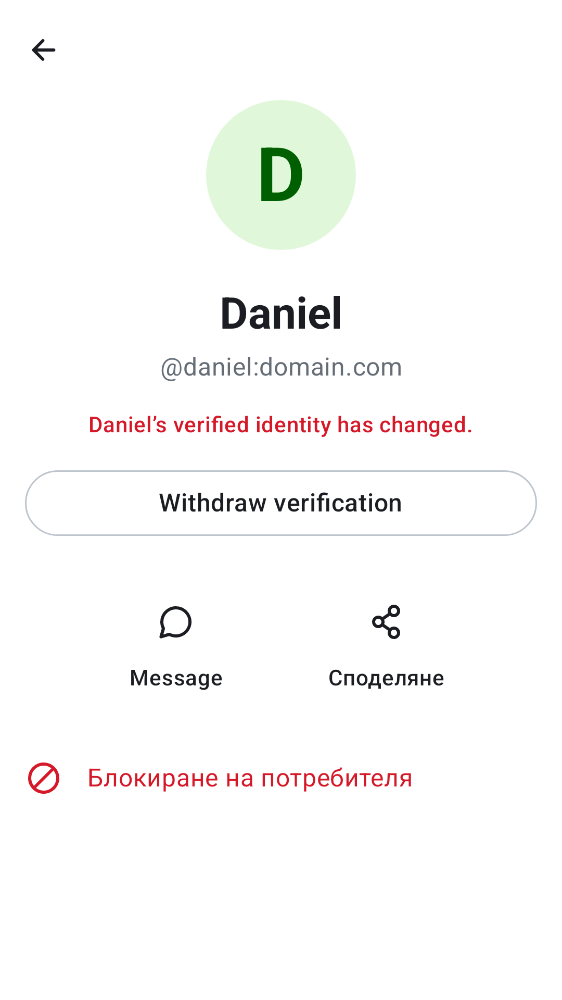 D
Daniel
@daniel:domain.com
Daniel’s verified identity has changed.
Withdraw verification
Message
Споделяне
Блокиране на потребителя